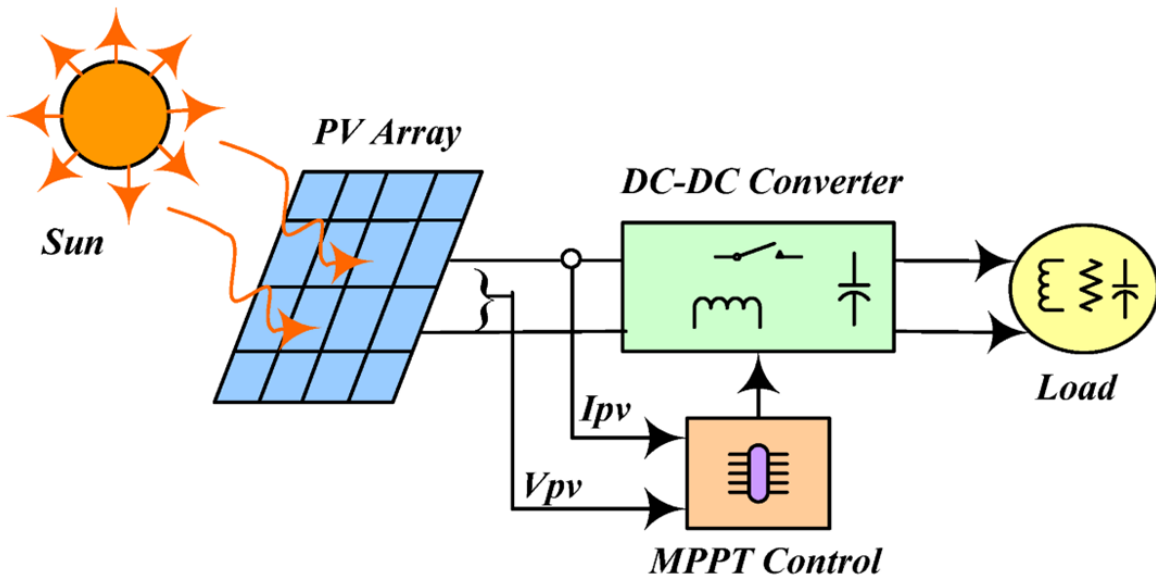 PV Array
DC-DC Converter
Sun
Ipv
Load
Vpv
MPPT Control